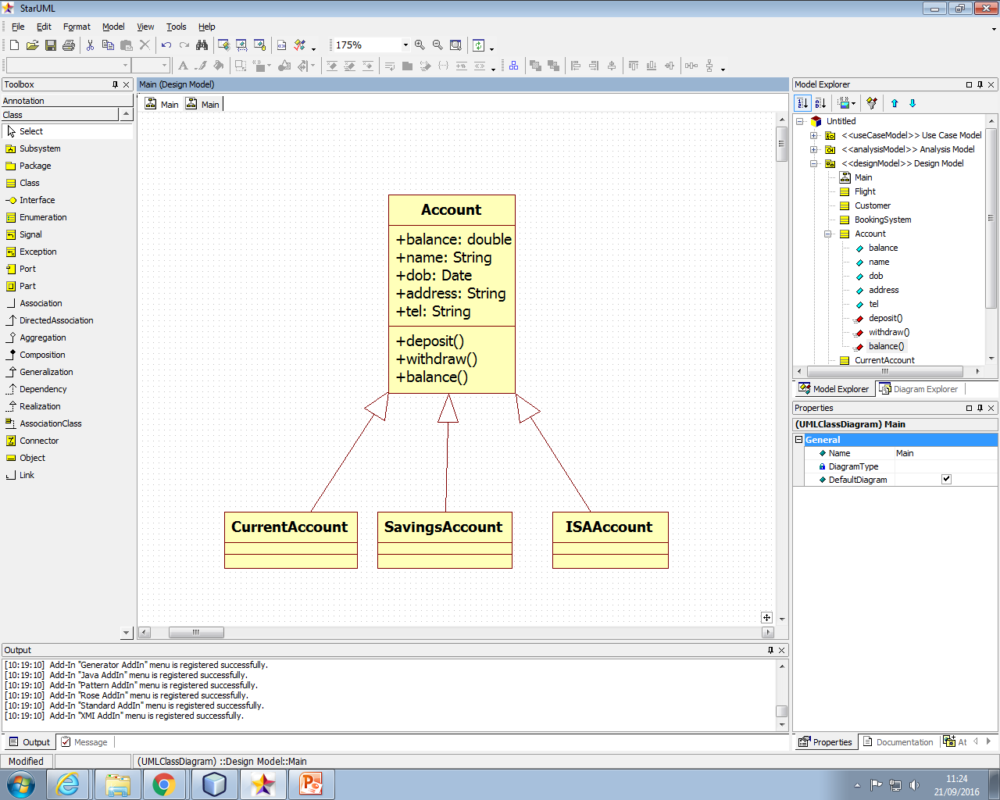 StarUML
File Edit Format Model View Tools Help
175%
Toolbox
Annotation
Class
Select
Subsystem
Package
Class
Interface
Enumeration
Signal
Exception
Port
Part
Association
DirectedAssociation
Aggregation
Composition
Generalization
Dependency
Realization
AssociationClass
Connector
Object
Link
Main (Design Model)
Main Main
Account
+balance: double
+name: String
+dob: Date
+address: String
+tel: String
+deposit()
+withdraw()
+balance()
CurrentAccount
SavingsAccount
ISAAccount
Model Explorer
Untitled
<<useCaseModel>> Use Case Model
<<analysisModel>> Analysis Model
<<designModel>> Design Model
Main
Flight
Customer
BookingSystem
Account
balance
name
dob
address
tel
deposit()
withdraw()
balance()
CurrentAccount
Model Explorer Diagram Explorer
Properties
(UMLClassDiagram) Main
General
Name Main
DiagramType
DefaultDiagram
Properties Documentation At
Output
[10:19:10] Add-In "Generator AddIn" menu is registered successfully.
[10:19:10] Add-In "Java AddIn" menu is registered successfully.
[10:19:10] Add-In "Pattern AddIn" menu is registered successfully.
[10:19:10] Add-In "Rose AddIn" menu is registered successfully.
[10:19:10] Add-In "Standard AddIn" menu is registered successfully.
[10:19:10] Add-In "XMI AddIn" menu is registered successfully.
Output Message
Modified
(UMLClassDiagram) ::Design Model::Main
11:24
21/09/2016